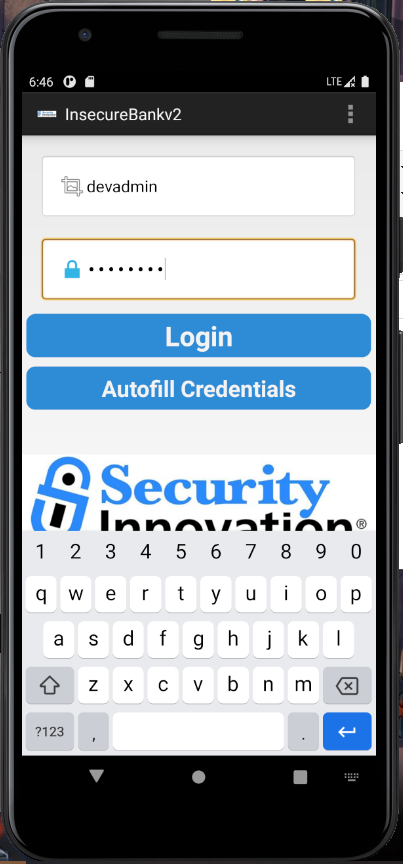 6:46 LTE
InsecureBankv2
devadmin
••••••••
Login
Autofill Credentials
Security
Innovation®
1 2 3 4 5 6 7 8 9 0
q w e r t y u i o p
a s d f g h j k l
z x c v b n m
?123 , .